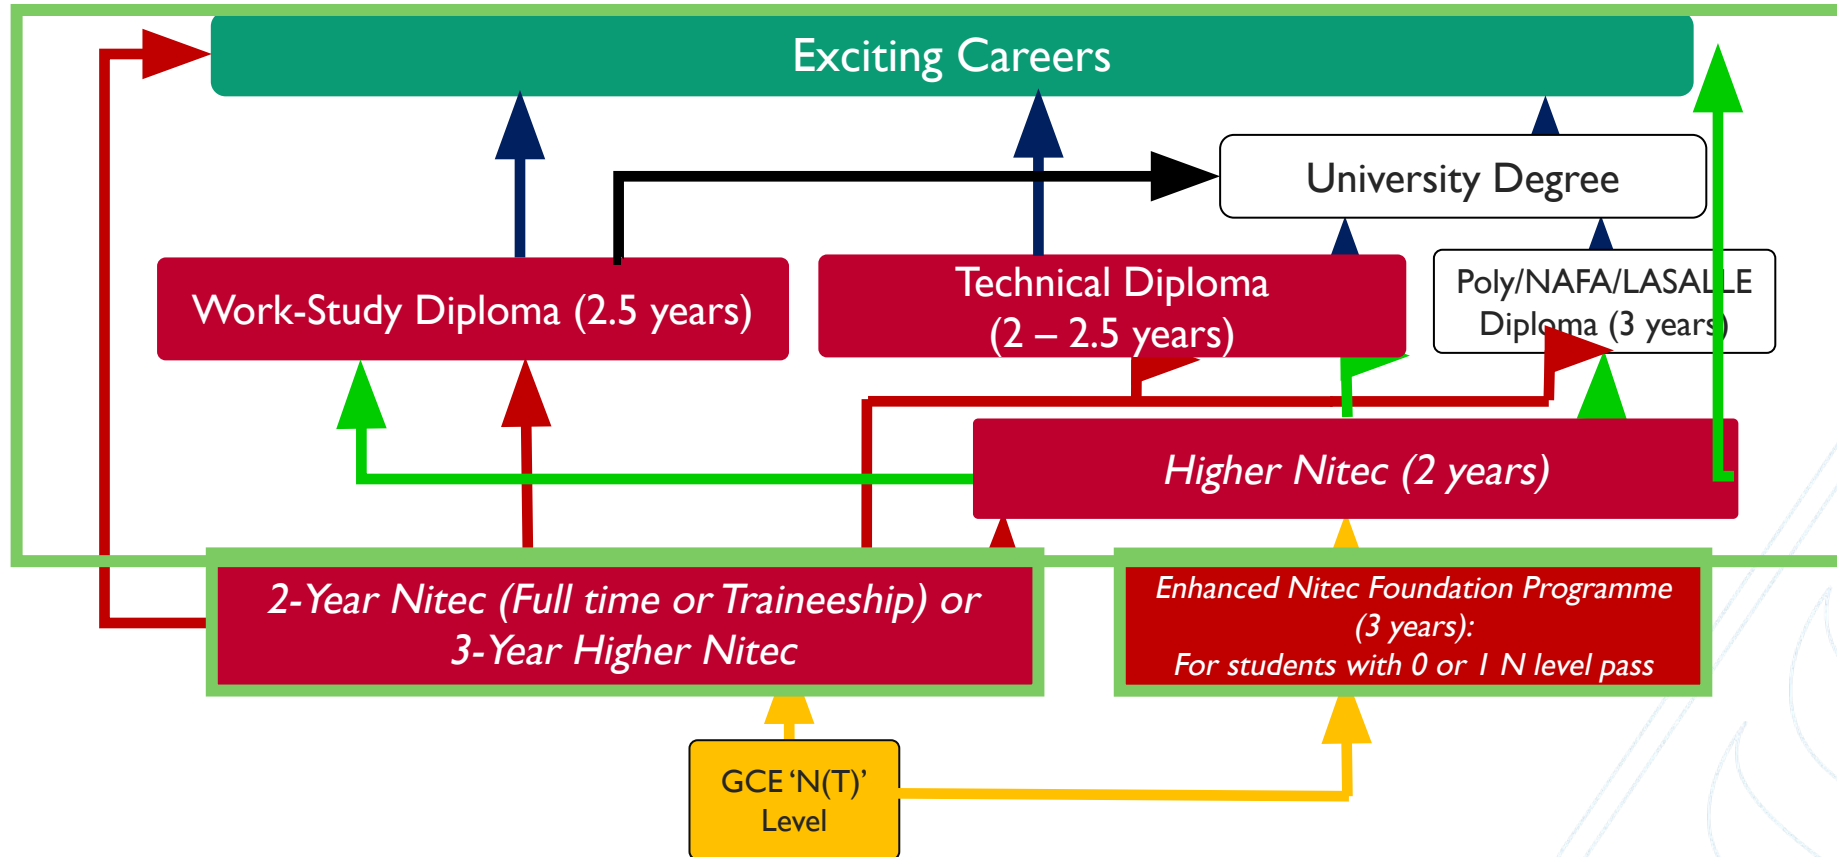 Exciting Careers
University Degree
Work-Study Diploma (2.5 years)
Technical Diploma
(2 – 2.5 years)
Poly/NAFA/LASALLE
Diploma (3 years)
Higher Nitec (2 years)
2-Year Nitec (Full time or Traineeship) or
3-Year Higher Nitec
Enhanced Nitec Foundation Programme
(3 years):
For students with 0 or 1 N level pass
GCE ‘N(T)’
Level